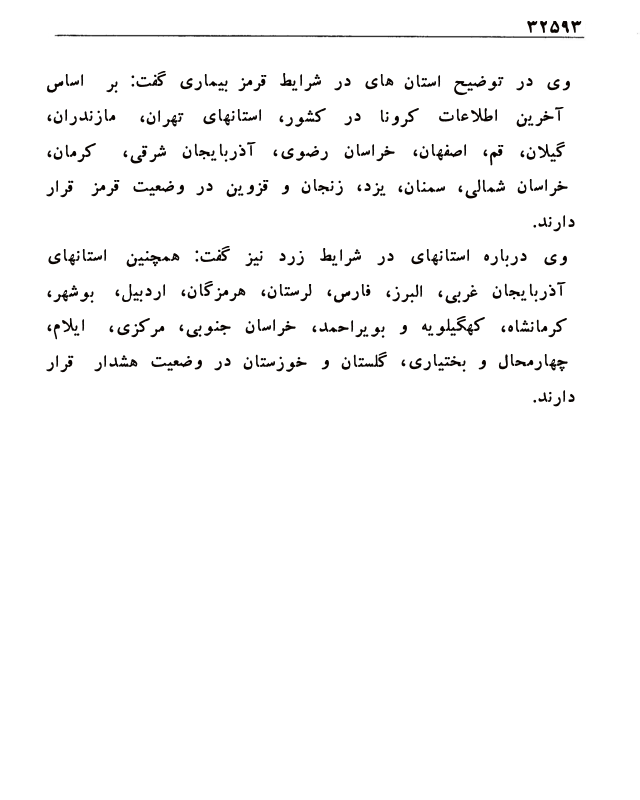 ۳۲۵۹۳
وی در توضیح استان های در شرایط قرمز بیماری گفت: بر اساس
آخرین اطلاعات کرونا در کشور، استانهای تهران، مازندران،
گیلان، قم، اصفهان، خراسان رضوی، آذربایجان شرقی، کرمان،
خراسان شمالی، سمنان، یزد، زنجان و قزوین در وضعیت قرمز قرار
دارند.
وی درباره استانهای در شرایط زرد نیز گفت: همچنین استانهای
آذربایجان غربی، البرز، فارس، لرستان، هرمزگان، اردبیل، بوشهر،
کرمانشاه، کهگیلویه و بویراحمد، خراسان جنوبی، مرکزی، ایلام،
چهارمحال و بختیاری، گلستان و خوزستان در وضعیت هشدار قرار
دارند.